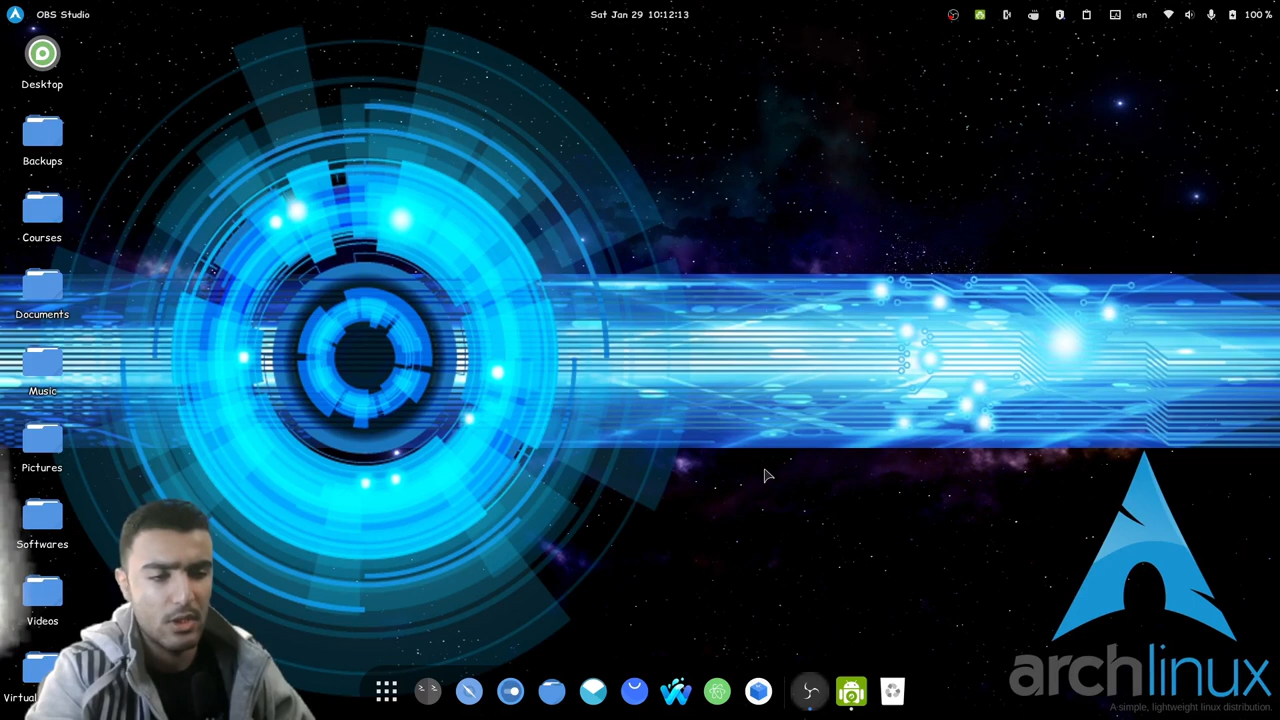 OBS Studio
Sat Jan 29 10:12:13
en
100 %
Desktop
Backups
Courses
Documents
Music
Pictures
Softwares
Videos
Virtual
archlinux
A simple, lightweight linux distribution.